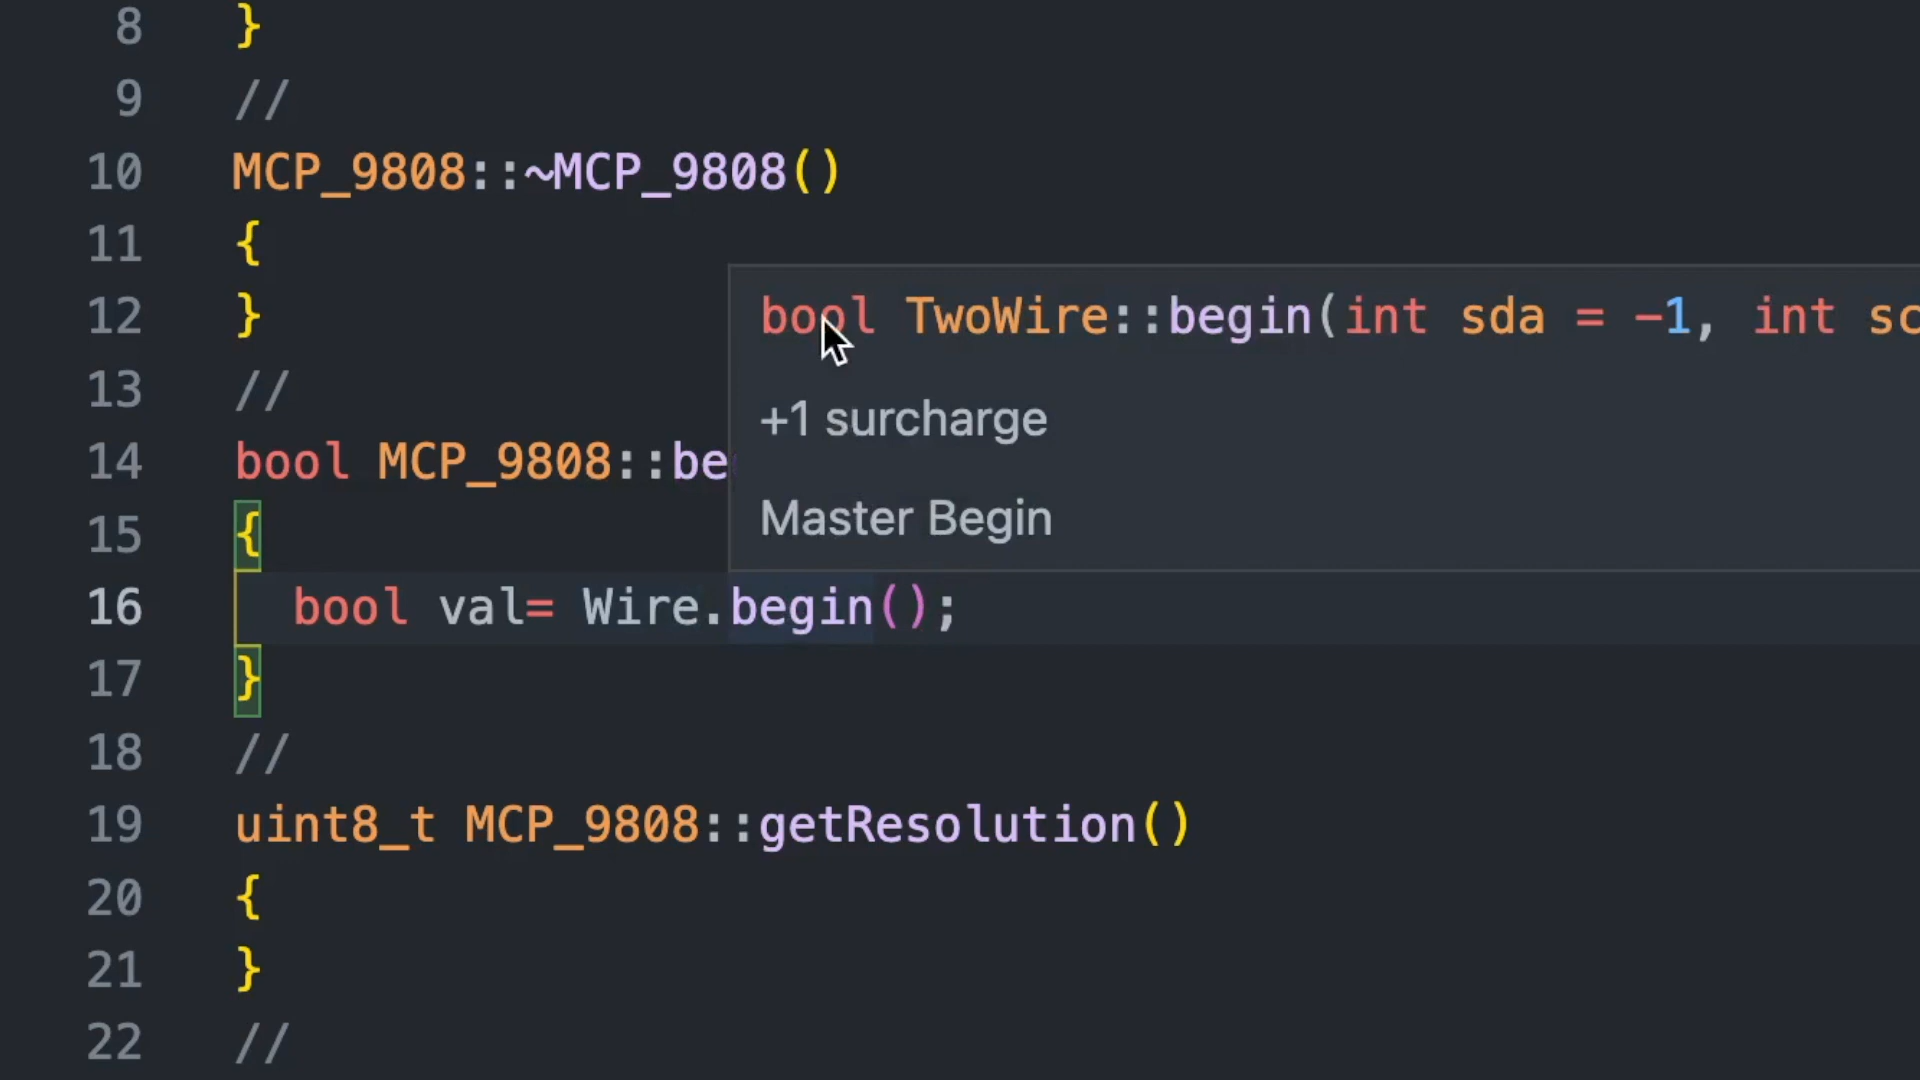 8 }
9 //
10 MCP_9808::~MCP_9808()
11 {
12 }
bool TwoWire::begin(int sda = -1, int sc
+1 surcharge
Master Begin
13 //
14 bool MCP_9808::be
15 {
16 bool val= Wire.begin();
17 }
18 //
19 uint8_t MCP_9808::getResolution()
20 {
21 }
22 //